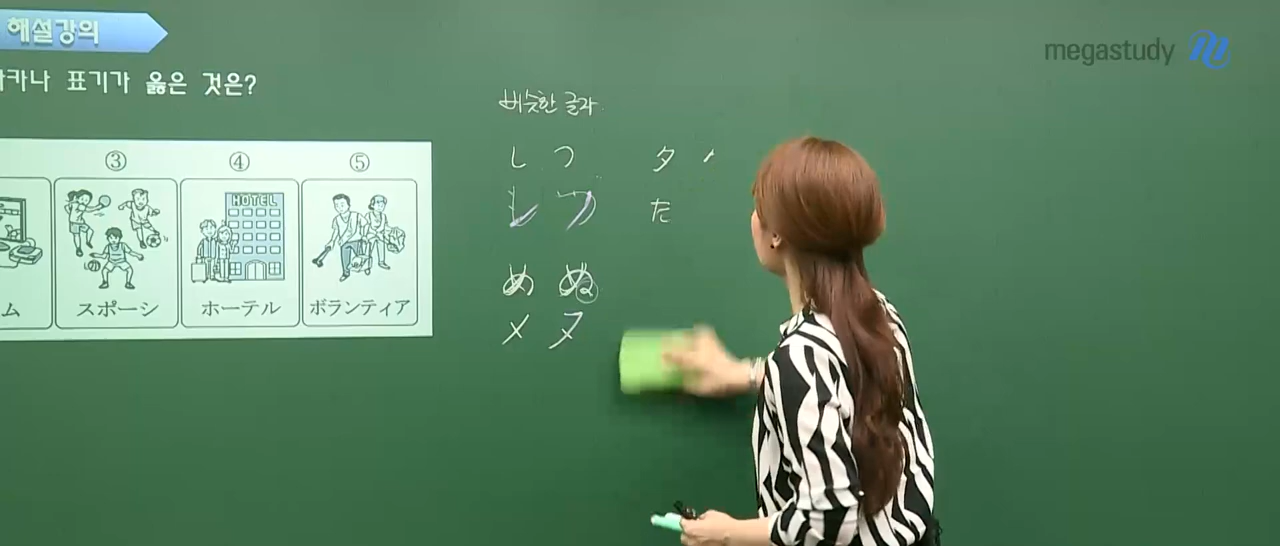 해설강의
megastudy
카나 표기가 옳은 것은?
비슷한 글자
③ ④ ⑤
HOTEL
ム スポーシ ホーテル ボランティア
し つ タ
シ ツ た
め ぬ
メ ヌ